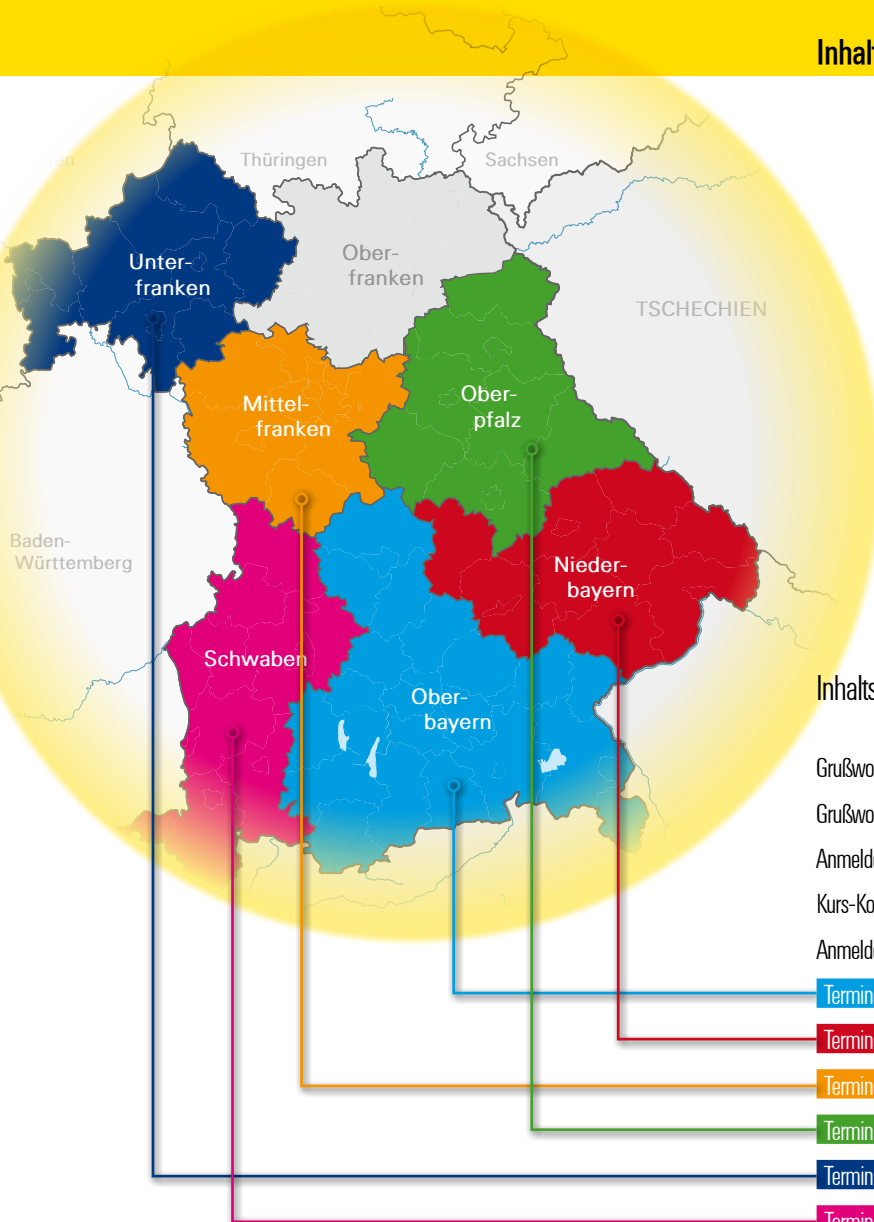 Inhalt
Thüringen
Sachsen
Unter-
franken
Ober-
franken
TSCHECHIEN
Mittel-
franken
Ober-
pfalz
Baden-
Württemberg
Nieder-
bayern
Schwaben
Ober-
bayern
Inhalts
Grußwo
Grußwo
Anmeld
Kurs-Ko
Anmeld
Termin
Termin
Termin
Termin
Termin
Termin